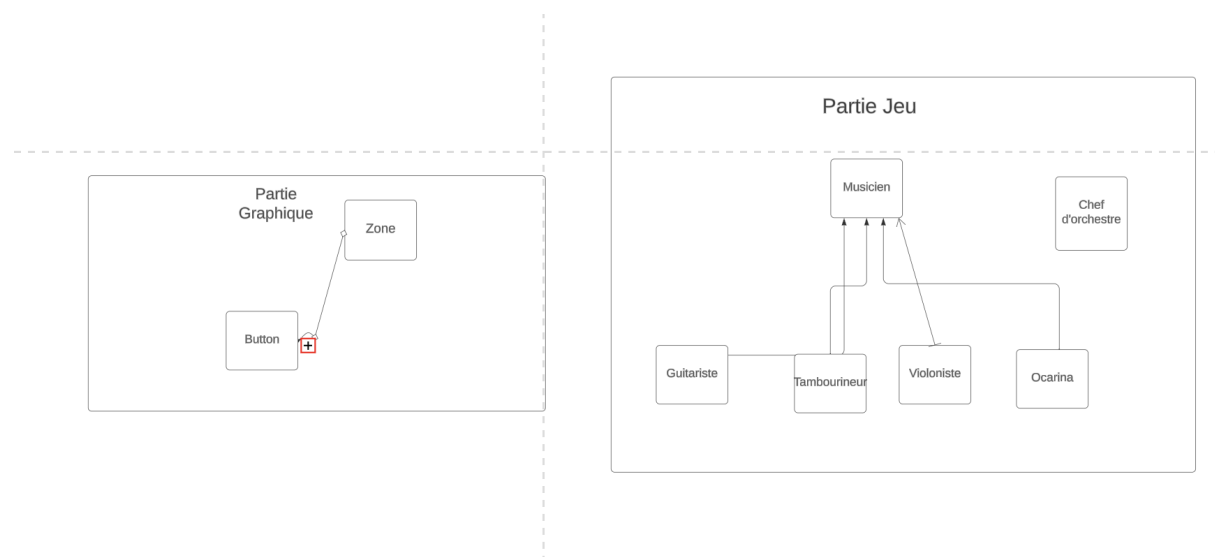 Partie Jeu
Musicien
Chef
d'orchestre
Partie
Graphique
Zone
Button
Guitariste
Tambourineur
Violoniste
Ocarina